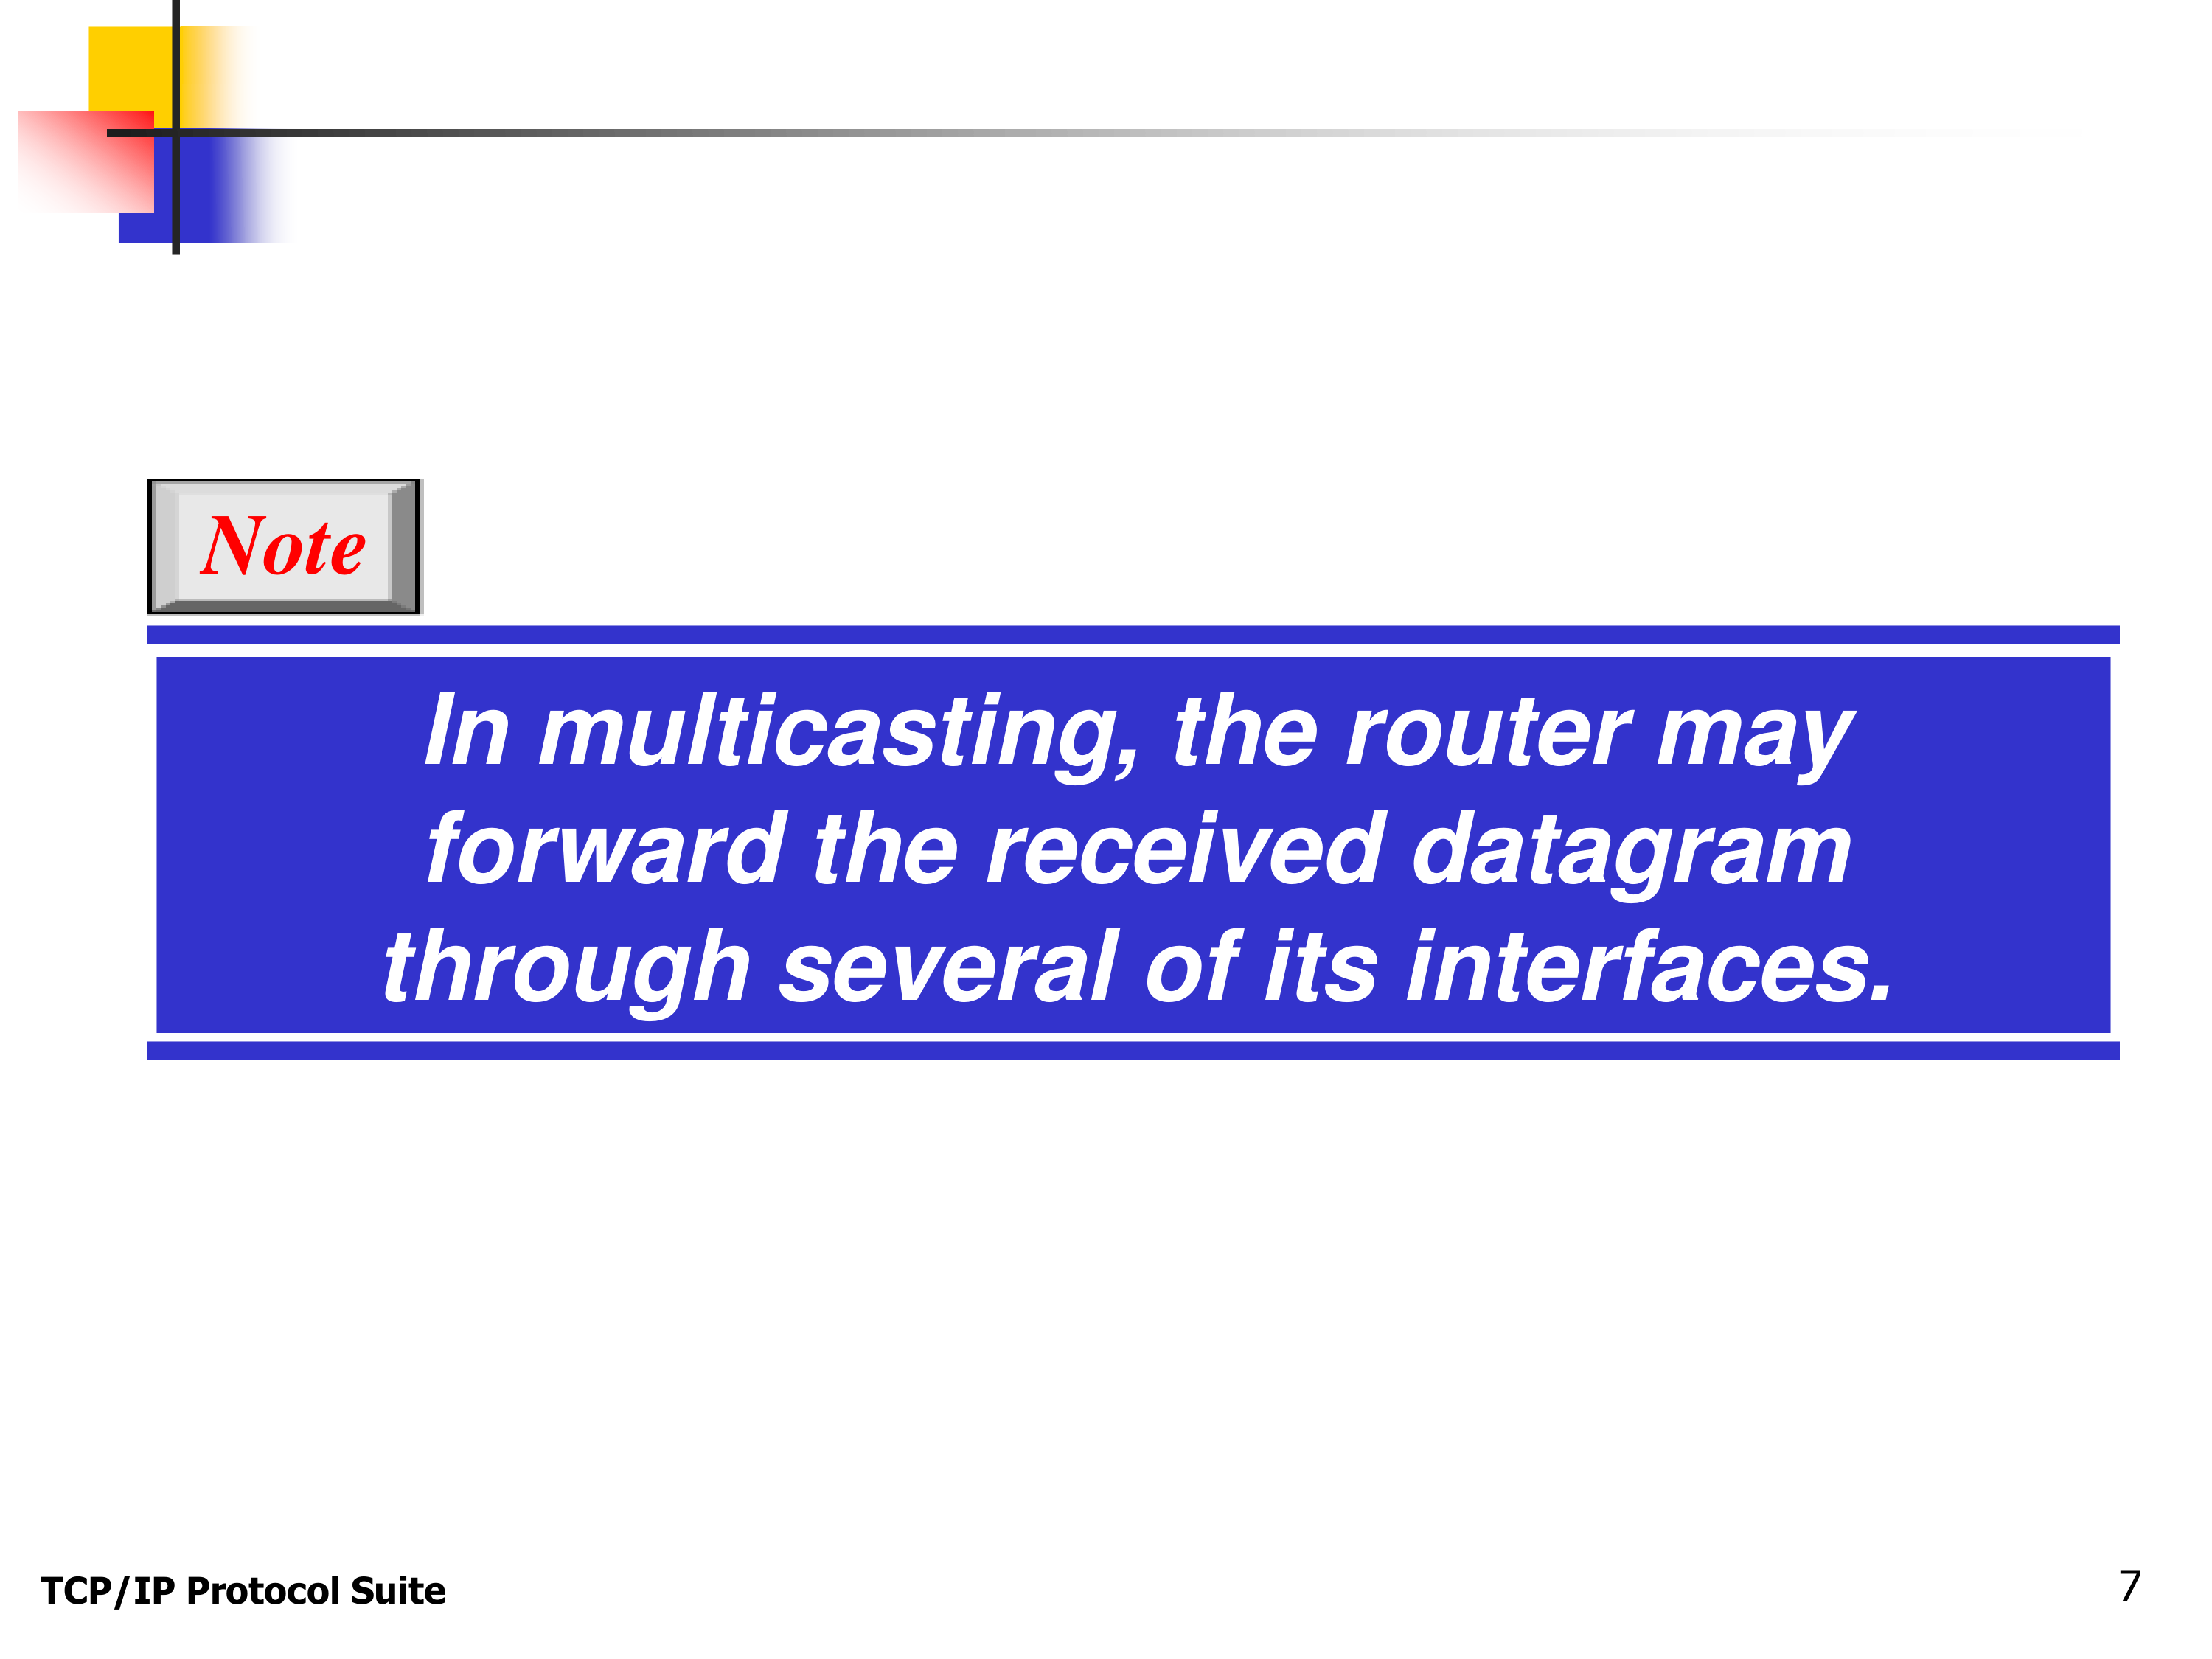 Note
In multicasting, the router may
forward the received datagram
through several of its interfaces.
TCP/IP Protocol Suite
7